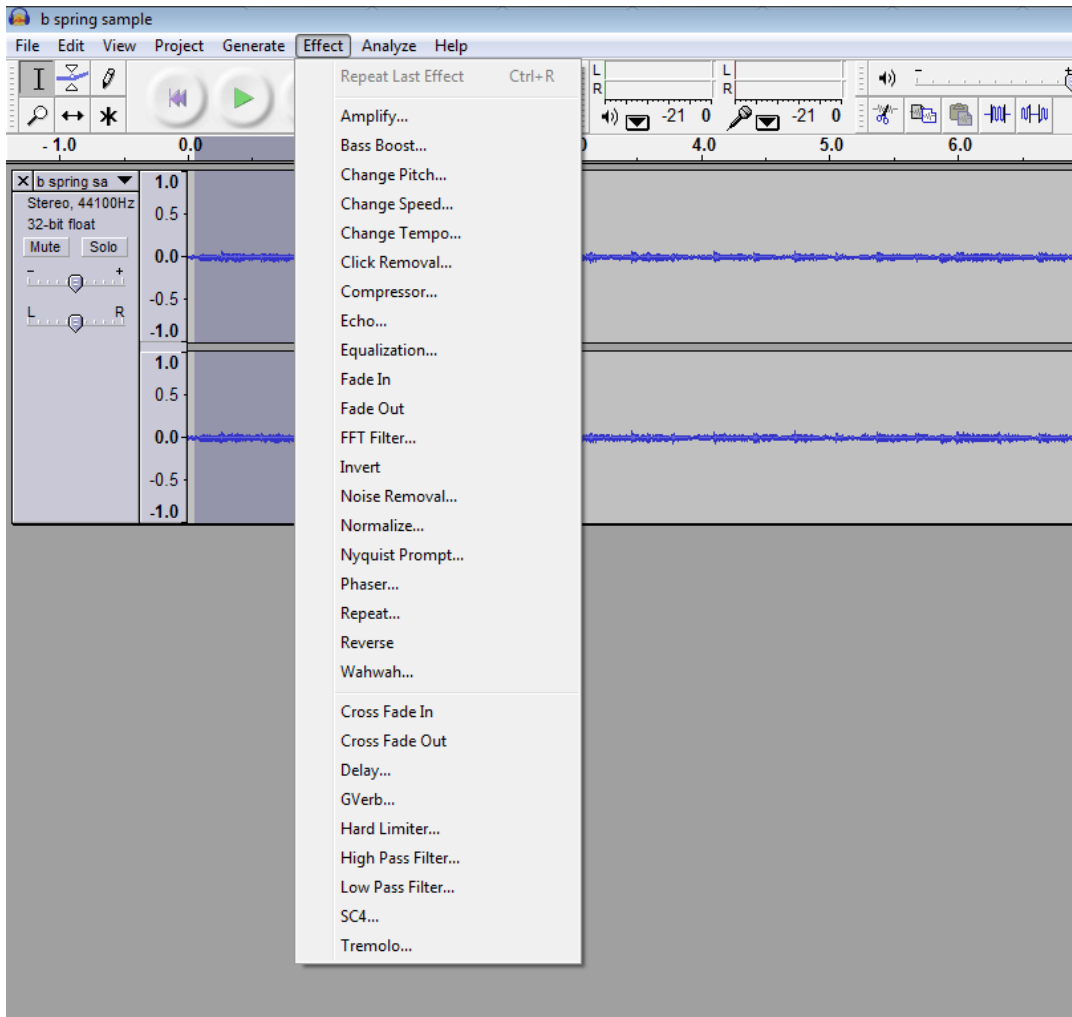 b spring sample
File Edit View Project Generate Effect Analyze Help
Repeat Last Effect Ctrl+R
L
R
L
R
-21 0
-21 0
- 1.0 0.0 4.0 5.0 6.0
b spring sa
Stereo, 44100Hz
32-bit float
Mute Solo
- +
L R
1.0
0.5
0.0
-0.5
-1.0
1.0
0.5
0.0
-0.5
-1.0
Amplify...
Bass Boost...
Change Pitch...
Change Speed...
Change Tempo...
Click Removal...
Compressor...
Echo...
Equalization...
Fade In
Fade Out
FFT Filter...
Invert
Noise Removal...
Normalize...
Nyquist Prompt...
Phaser...
Repeat...
Reverse
Wahwah...
Cross Fade In
Cross Fade Out
Delay...
GVerb...
Hard Limiter...
High Pass Filter...
Low Pass Filter...
SC4...
Tremolo...